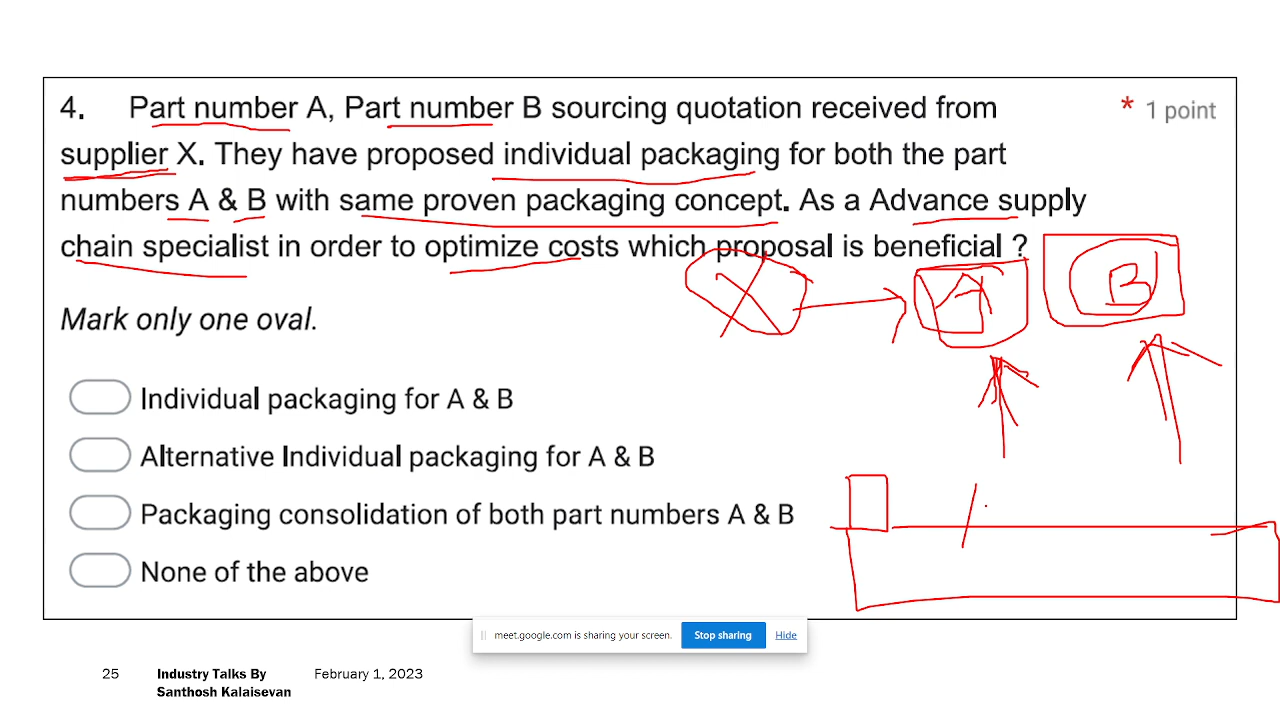 4. Part number A, Part number B sourcing quotation received from * 1 point
supplier X. They have proposed individual packaging for both the part
numbers A & B with same proven packaging concept. As a Advance supply
chain specialist in order to optimize costs which proposal is beneficial ?
X A B
Mark only one oval.
Individual packaging for A & B
Alternative Individual packaging for A & B
Packaging consolidation of both part numbers A & B
None of the above
meet.google.com is sharing your screen. Stop sharing Hide
25 Industry Talks By February 1, 2023
Santhosh Kalaisevan